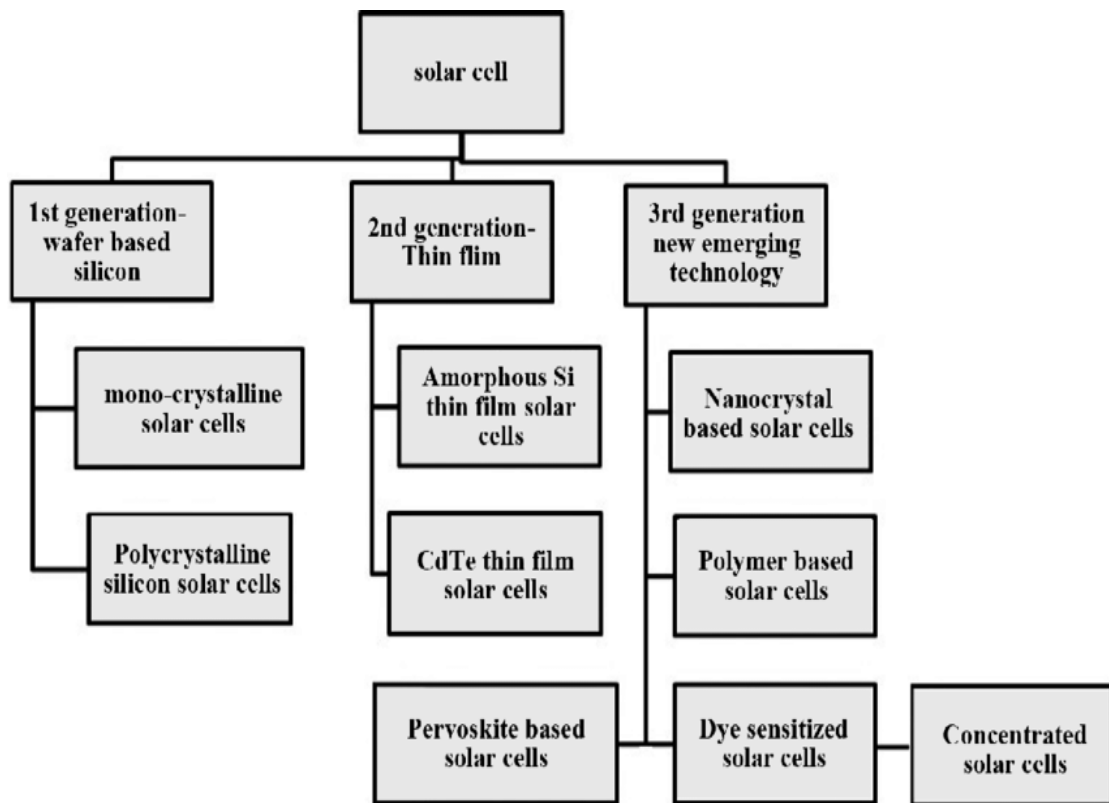 solar cell
1st generation-
wafer based
silicon
2nd generation-
Thin flim
3rd generation
new emerging
technology
mono-crystalline
solar cells
Amorphous Si
thin film solar
cells
Nanocrystal
based solar cells
Polycrystalline
silicon solar cells
CdTe thin film
solar cells
Polymer based
solar cells
Pervoskite based
solar cells
Dye sensitized
solar cells
Concentrated
solar cells